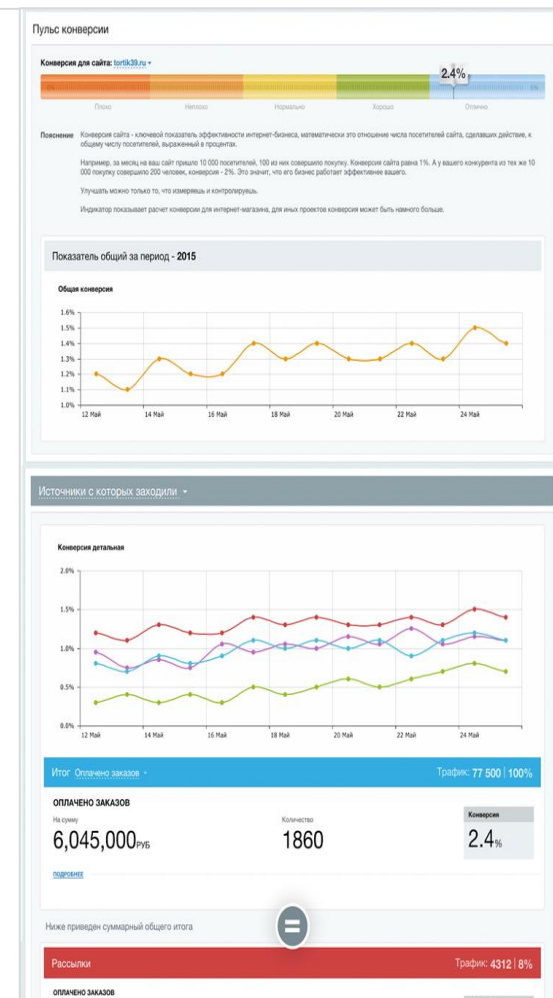 Пульс конверсии
Конверсия для сайта: tortik39.ru
2.4%
Плохо Неплохо Нормально Хорошо Отлично
Пояснение Конверсия сайта - ключевой показатель эффективности интернет-бизнеса, математически это отношение числа посетителей сайта, сделавших действие, к
общему числу посетителей, выраженный в процентах.
Например, за месяц на ваш сайт пришло 10 000 посетителей, 100 из них совершило покупку. Конверсия сайта равна 1%. А у вашего конкурента из тех же 10
000 покупку совершило 200 человек, конверсия - 2%. Это значит, что его бизнес работает эффективнее вашего.
Улучшать можно только то, что измеряешь и контролируешь.
Индикатор показывает расчет конверсии для интернет-магазина, для иных проектов конверсия может быть намного больше.
Показатель общий за период - 2015
Общая конверсия
1.6%
1.5%
1.4%
1.3%
1.2%
1.1%
1.0%
12 Май 14 Май 16 Май 18 Май 20 Май 22 Май 24 Май
Источники с которых заходили
Конверсия детальная
2.0%
1.5%
1.0%
0.5%
0.0%
12 Май 14 Май 16 Май 18 Май 20 Май 22 Май 24 Май
Итог Оплачено заказов Трафик: 77 500 | 100%
ОПЛАЧЕНО ЗАКАЗОВ
На сумму Количество Конверсия
6,045,000РУБ 1860 2.4%
ПОДРОБНЕЕ
Ниже приведен суммарный общего итога
Рассылки Трафик: 4312 | 8%
ОПЛАЧЕНО ЗАКАЗОВ